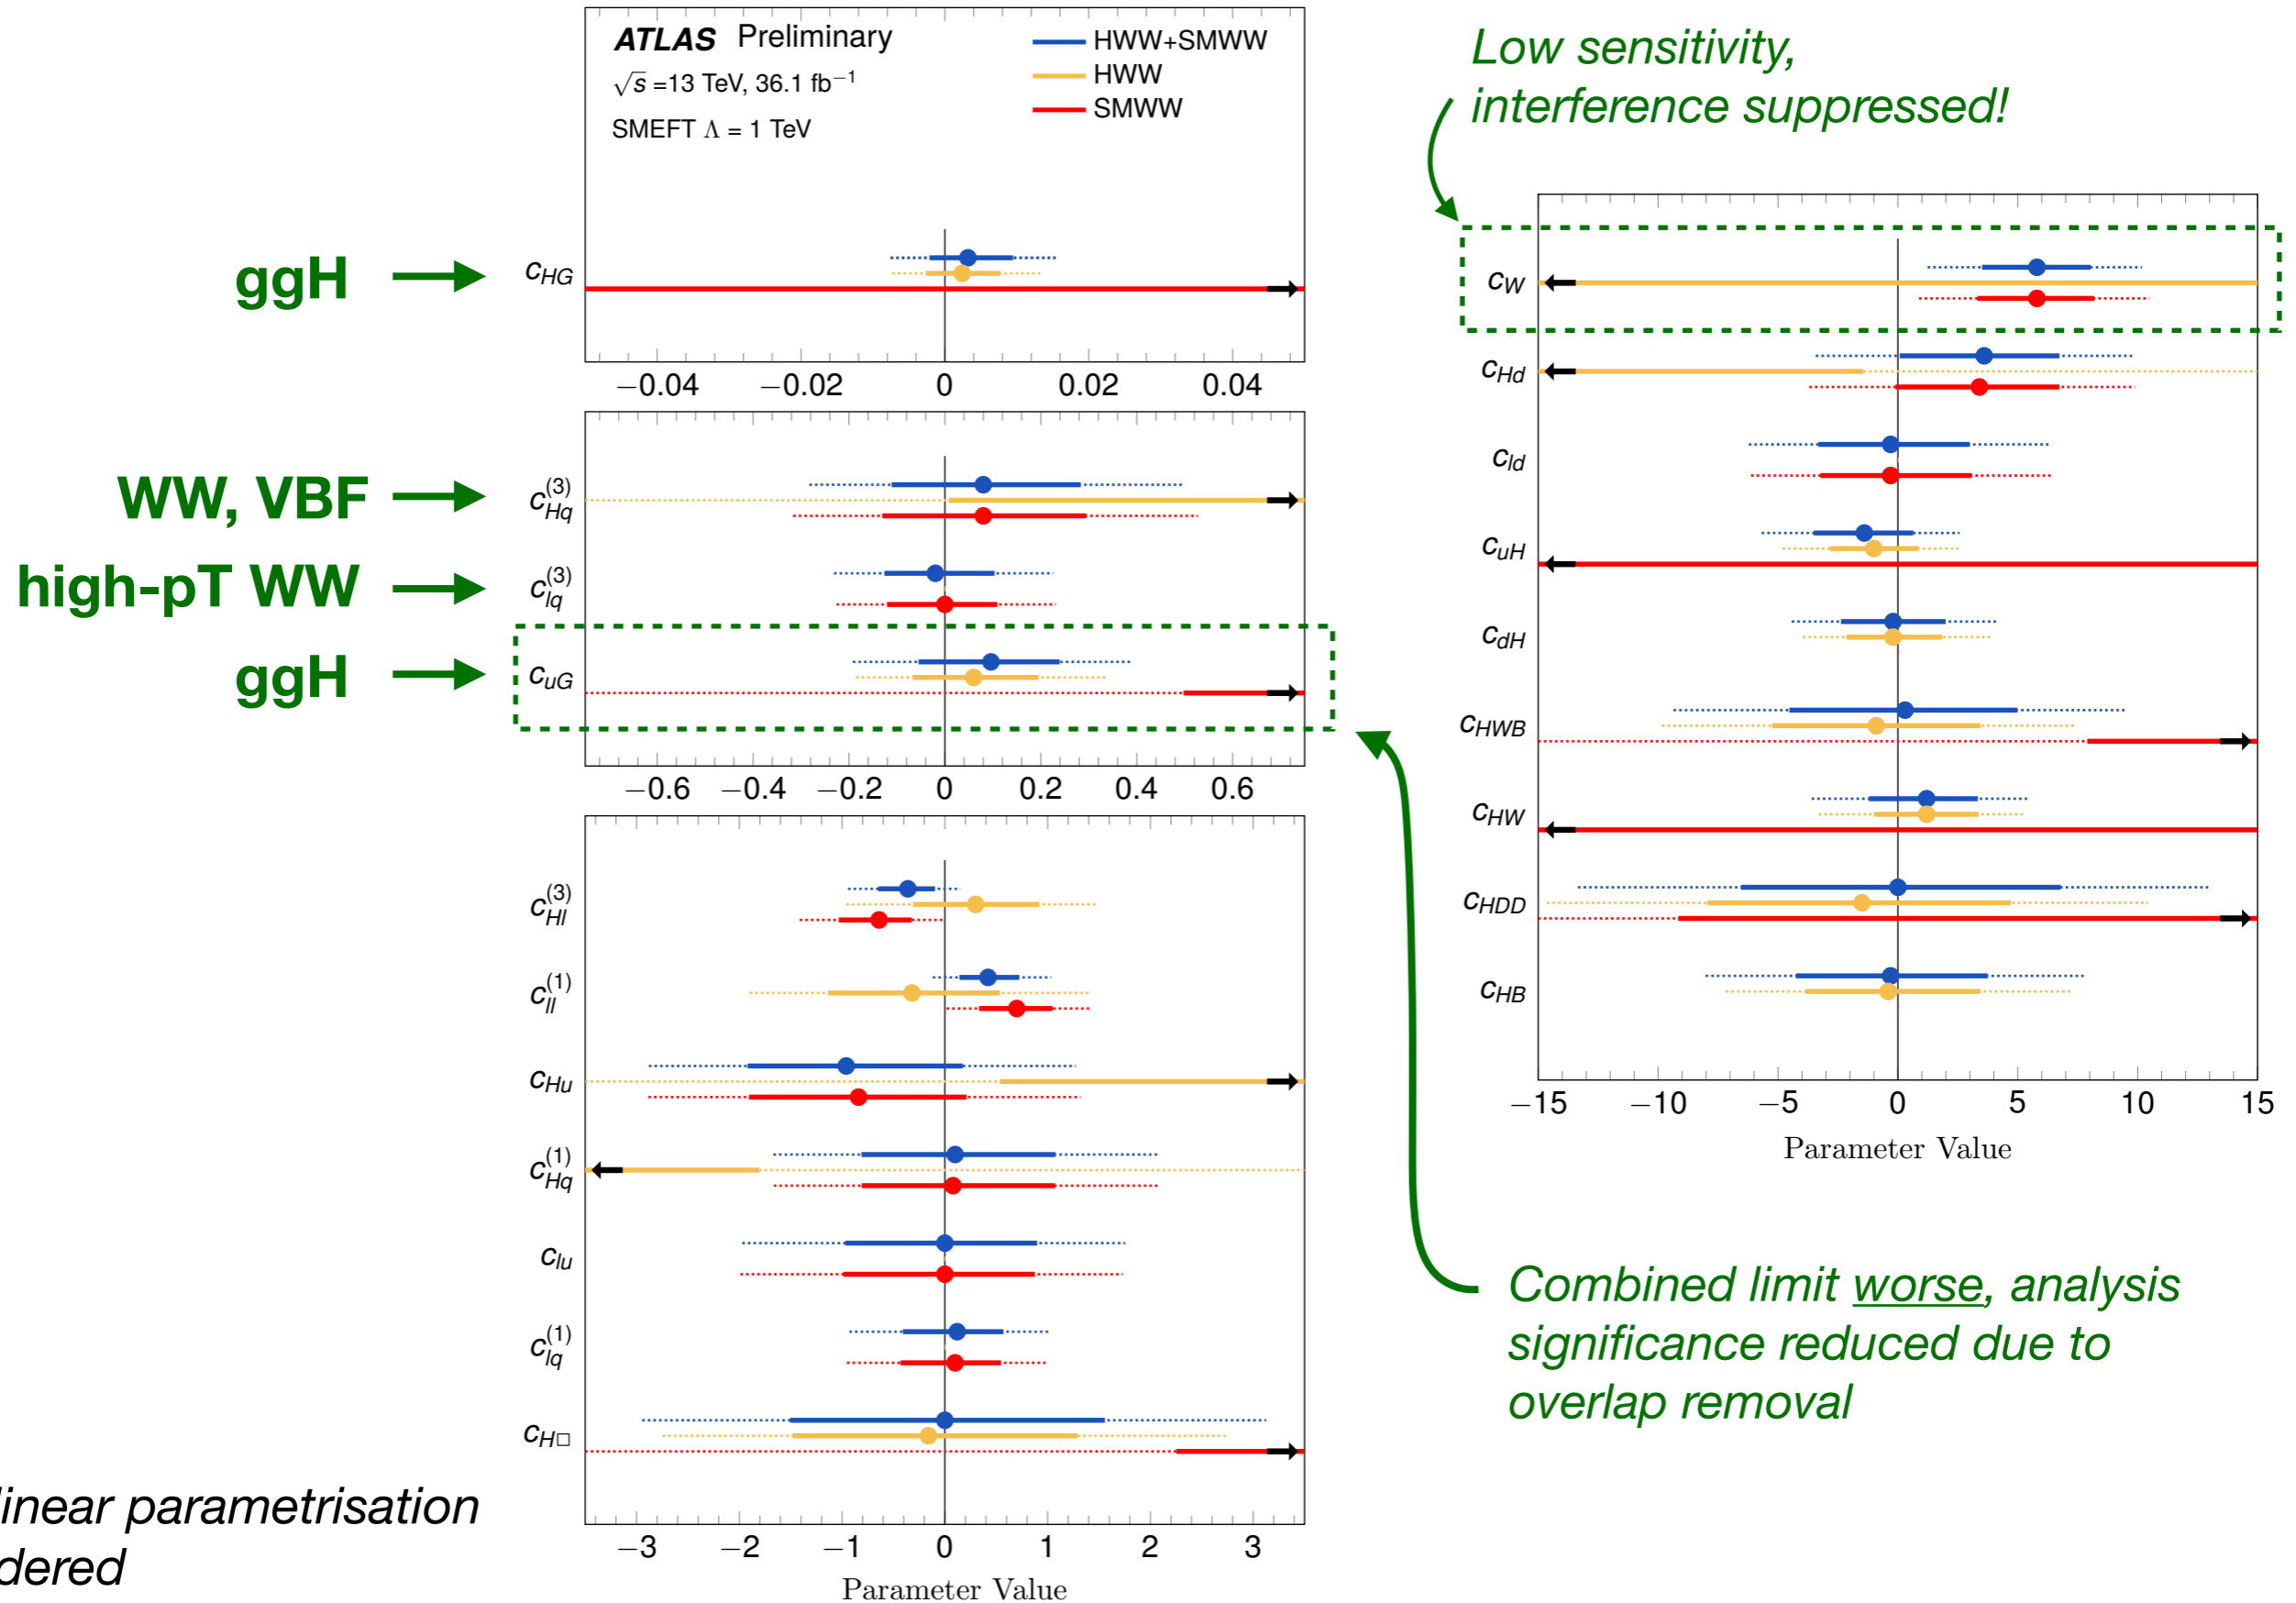 ATLAS Preliminary
√s =13 TeV, 36.1 fb⁻¹
SMEFT Λ = 1 TeV
HWW+SMWW
HWW
SMWW
ggH
c_HG
−0.04 −0.02 0 0.02 0.04
WW, VBF
c_Hq^(3)
high-pT WW
c_lq^(3)
ggH
c_uG
−0.6 −0.4 −0.2 0 0.2 0.4 0.6
c_Hl^(3)
c_ll^(1)
c_Hu
c_Hq^(1)
c_lu
c_lq^(1)
c_H□
−3 −2 −1 0 1 2 3
Parameter Value
linear parametrisation
dered
Low sensitivity,
interference suppressed!
c_W
c_Hd
c_ld
c_uH
c_dH
c_HWB
c_HW
c_HDD
c_HB
−15 −10 −5 0 5 10 15
Parameter Value
Combined limit worse, analysis
significance reduced due to
overlap removal